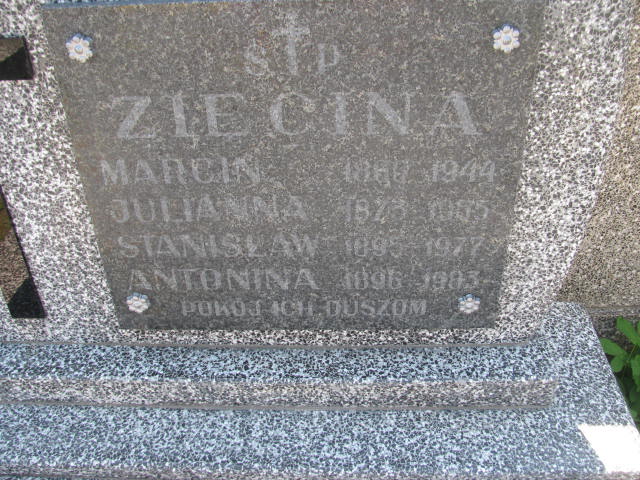 Ś P
ZIĘCINA
MARCIN 1944
JULIANNA
STANISŁAW 1895-1977
ANTONINA 1896-1983
POKÓJ ICH DUSZOM